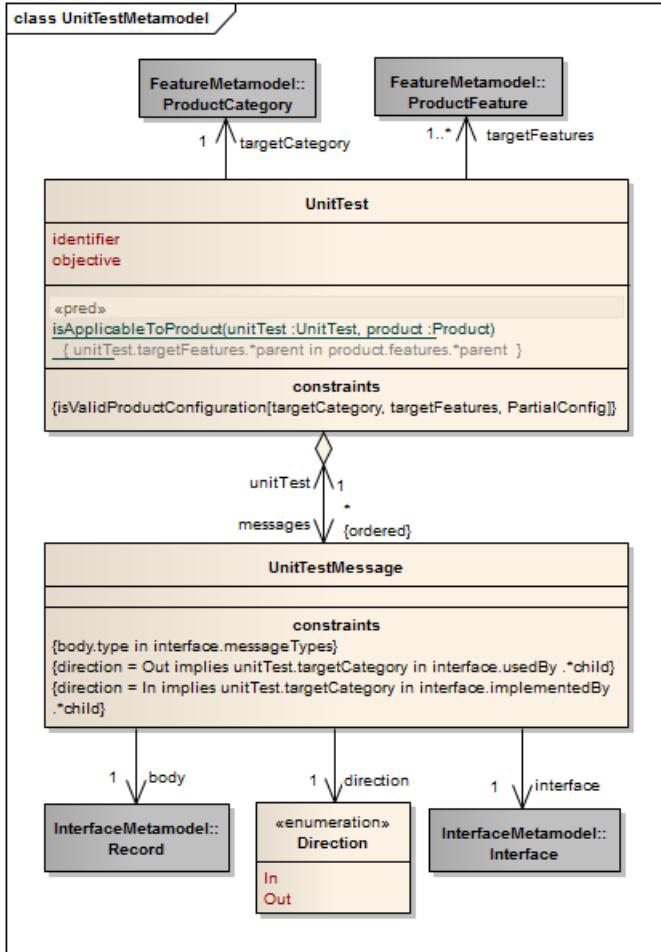 class UnitTestMetamodel
FeatureMetamodel::
ProductCategory
FeatureMetamodel::
ProductFeature
1
targetCategory
1..*
targetFeatures
UnitTest
identifier
objective
«pred»
isApplicableToProduct(unitTest :UnitTest, product :Product)
{ unitTest.targetFeatures.*parent in product.features.*parent }
constraints
{isValidProductConfiguration[targetCategory, targetFeatures, PartialConfig]}
unitTest
1
*
messages
{ordered}
UnitTestMessage
constraints
{body.type in interface.messageTypes}
{direction = Out implies unitTest.targetCategory in interface.usedBy .*child}
{direction = In implies unitTest.targetCategory in interface.implementedBy
.*child}
1
body
1
direction
1
interface
InterfaceMetamodel::
Record
«enumeration»
Direction
In
Out
InterfaceMetamodel::
Interface